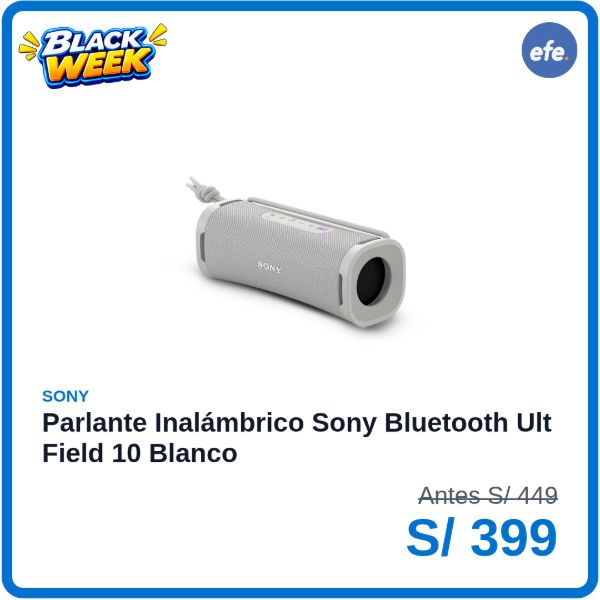 BLACK
WEEK
efe.
SONY
SONY
Parlante Inalámbrico Sony Bluetooth Ult
Field 10 Blanco
Antes S/ 449
S/ 399